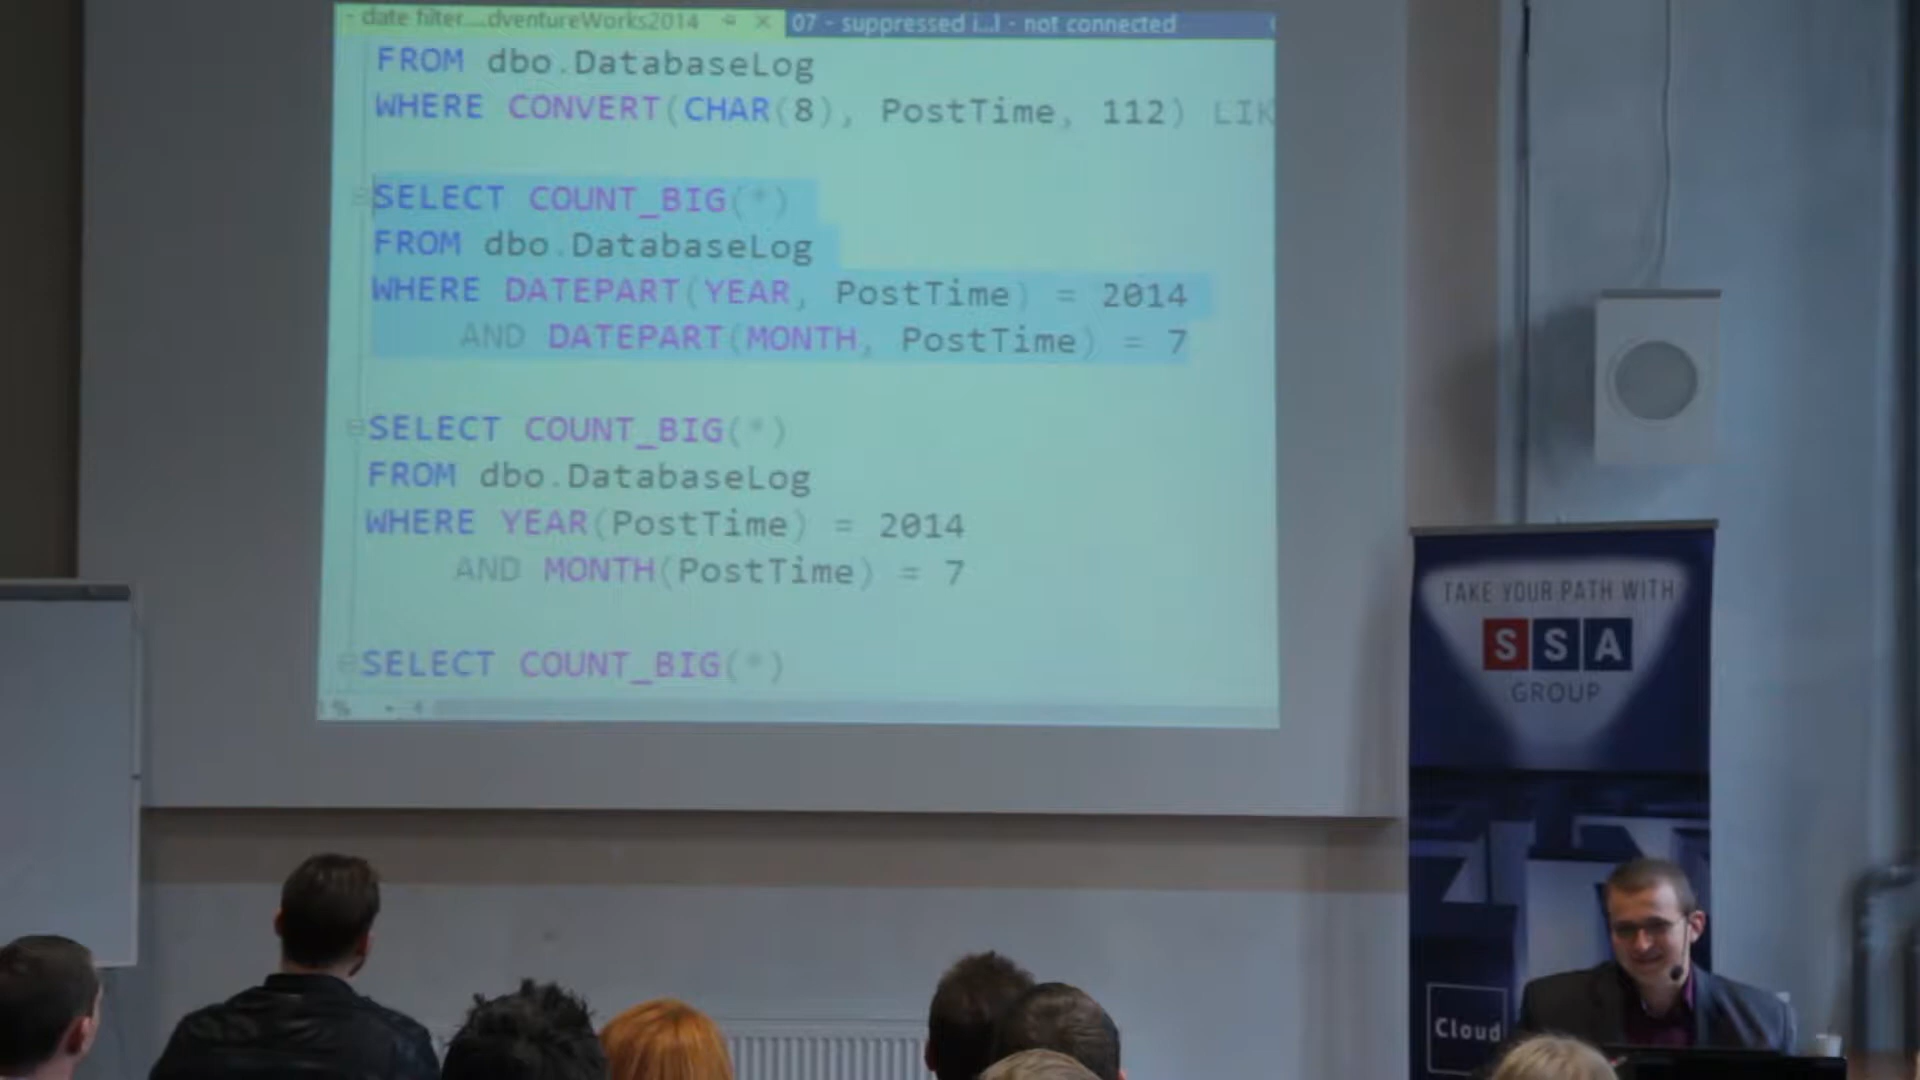 - date filter....dventureWorks2014
07 - suppressed i...l - not connected
FROM dbo.DatabaseLog
WHERE CONVERT(CHAR(8), PostTime, 112) LIK
SELECT COUNT_BIG(*)
FROM dbo.DatabaseLog
WHERE DATEPART(YEAR, PostTime) = 2014
AND DATEPART(MONTH, PostTime) = 7
SELECT COUNT_BIG(*)
FROM dbo.DatabaseLog
WHERE YEAR(PostTime) = 2014
AND MONTH(PostTime) = 7
SELECT COUNT_BIG(*)
%
TAKE YOUR PATH WITH
SSA
GROUP
Cloud